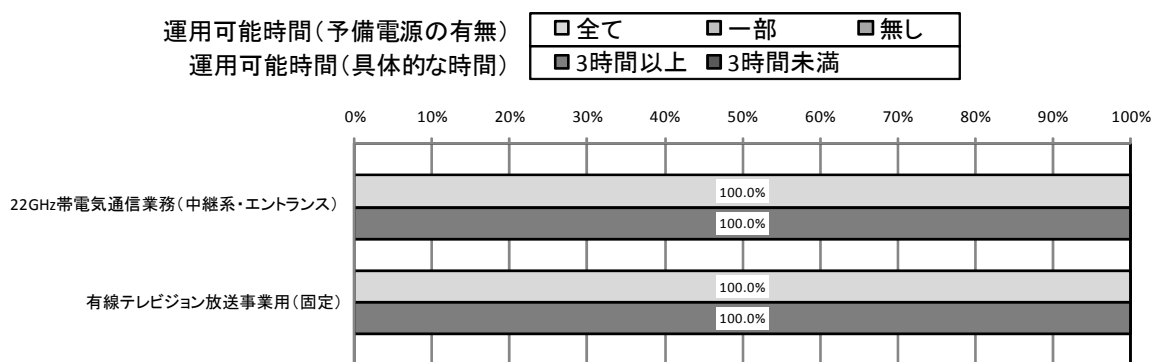 運用可能時間(予備電源の有無) 全て 一部 無し
運用可能時間(具体的な時間) 3時間以上 3時間未満
0% 10% 20% 30% 40% 50% 60% 70% 80% 90% 100%
100.0%
22GHz帯電気通信業務(中継系・エントランス)
100.0%
100.0%
有線テレビジョン放送事業用(固定)
100.0%